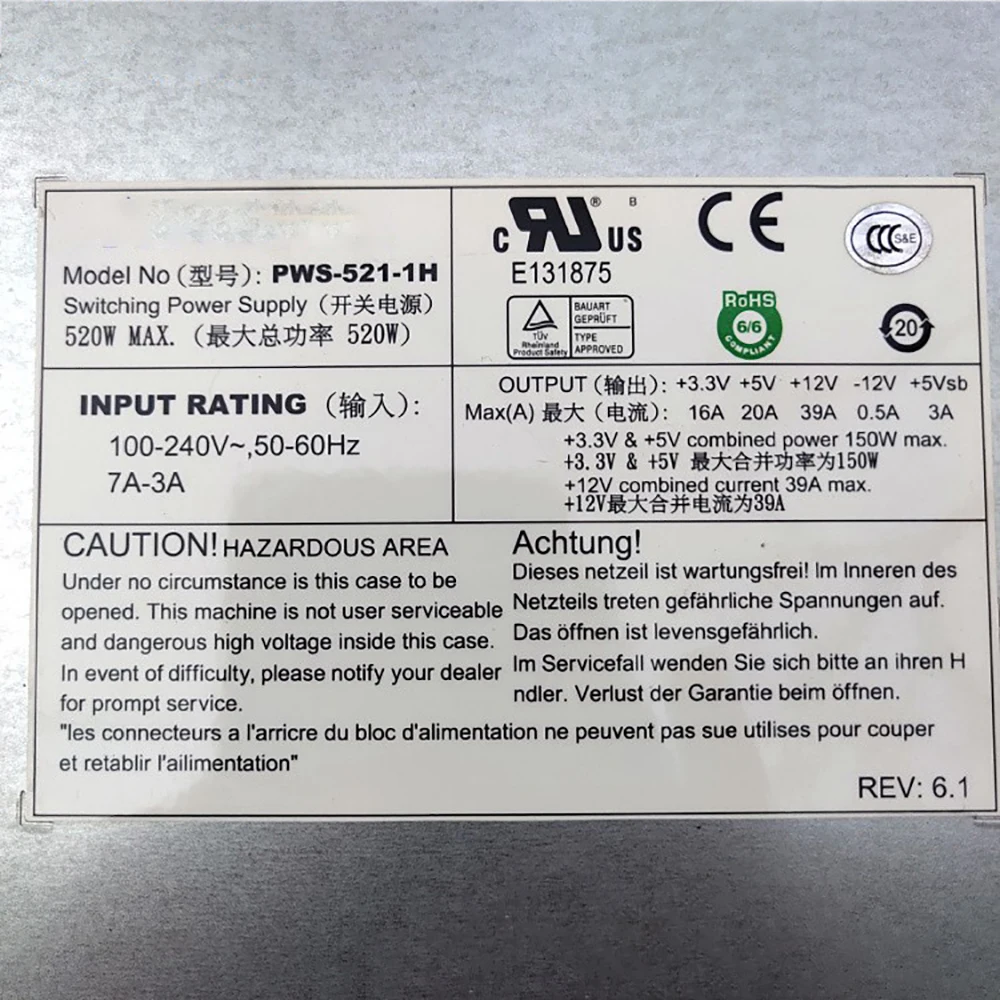 Model No (型号): PWS-521-1H
Switching Power Supply (开关电源)
520W MAX. (最大总功率 520W)
C RU US ® B
E131875
CE
CCC S&E
TÜV
Rheinland
Product Safety
BAUART
GEPRÜFT
TYPE
APPROVED
RoHS
6/6
COMPLIANT
20
INPUT RATING (输入):
100-240V~,50-60Hz
7A-3A
OUTPUT (输出): +3.3V +5V +12V -12V +5Vsb
Max(A) 最大 (电流): 16A 20A 39A 0.5A 3A
+3.3V & +5V combined power 150W max.
+3.3V & +5V 最大合并功率为150W
+12V combined current 39A max.
+12V最大合并电流为39A
CAUTION! HAZARDOUS AREA
Under no circumstance is this case to be
opened. This machine is not user serviceable
and dangerous high voltage inside this case.
In event of difficulty, please notify your dealer
for prompt service.
Achtung!
Dieses netzeil ist wartungsfrei! Im Inneren des
Netzteils treten gefährliche Spannungen auf.
Das öffnen ist levensgefährlich.
Im Servicefall wenden Sie sich bitte an ihren H
ndler. Verlust der Garantie beim öffnen.
"les connecteurs a l'arricre du bloc d'alimentation ne peuvent pas sue utilises pour couper
et retablir l'ailimentation"
REV: 6.1